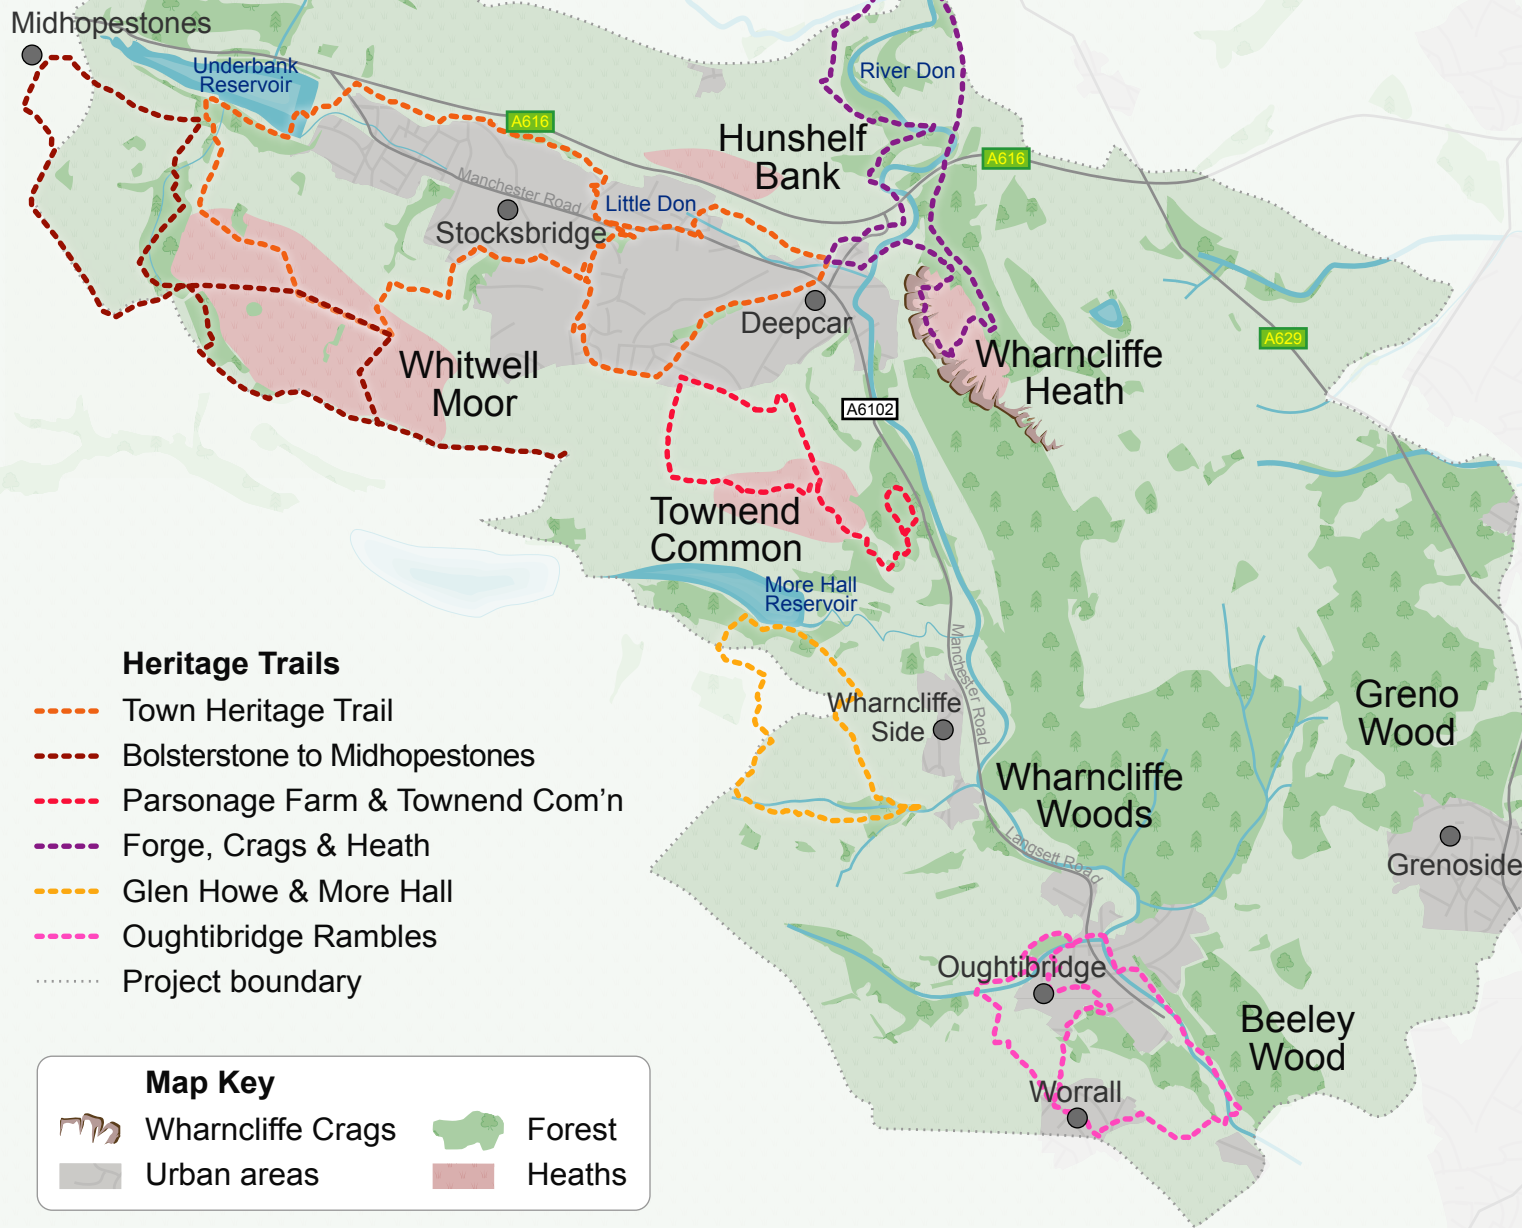 Midhopestones
Underbank
Reservoir
River Don
A616
Hunshelf
Bank
A616
Manchester Road
Little Don
Stocksbridge
Deepcar
A629
Whitwell
Moor
Wharncliffe
Heath
A6102
Townend
Common
More Hall
Reservoir
Manchester Road
Wharncliffe
Side
Greno
Wood
Wharncliffe
Woods
Langsett Road
Grenoside
Oughtibridge
Beeley
Wood
Worrall
Heritage Trails
Town Heritage Trail
Bolsterstone to Midhopestones
Parsonage Farm & Townend Com’n
Forge, Crags & Heath
Glen Howe & More Hall
Oughtibridge Rambles
Project boundary
Map Key
Wharncliffe Crags
Forest
Urban areas
Heaths